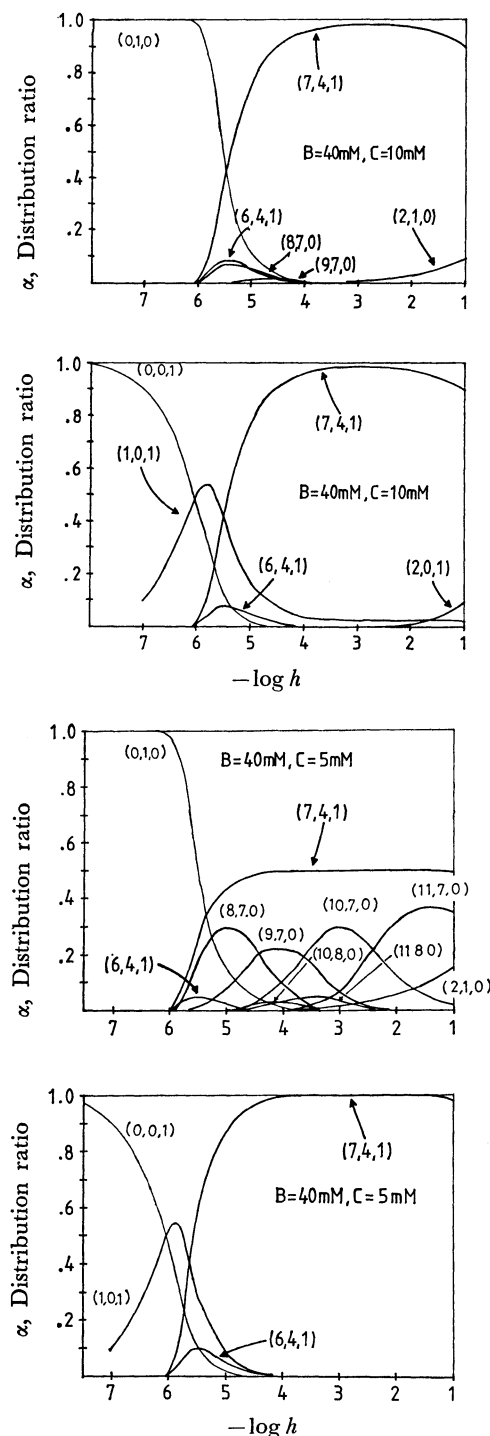 α, Distribution ratio
1.0
.8
.6
.4
.2
(0,1,0)
(7,4,1)
B=40mM, C=10mM
(6,4,1)
(8,7,0)
(9,7,0)
(2,1,0)
7 6 5 4 3 2 1
α, Distribution ratio
1.0
.8
.6
.4
.2
(0,0,1)
(7,4,1)
(1,0,1)
B=40mM, C=10mM
(6,4,1)
(2,0,1)
7 6 5 4 3 2 1
—log h
α, Distribution ratio
1.0
.8
.6
.4
.2
(0,1,0)
B=40mM, C=5mM
(7,4,1)
(8,7,0)
(9,7,0)
(10,7,0)
(11,7,0)
(6,4,1)
(10,8,0)
(11 8 0)
(2,1,0)
7 6 5 4 3 2 1
α, Distribution ratio
1.0
.8
.6
.4
.2
(0,0,1)
(7,4,1)
B=40mM, C=5mM
(1,0,1)
(6,4,1)
7 6 5 4 3 2 1
—log h